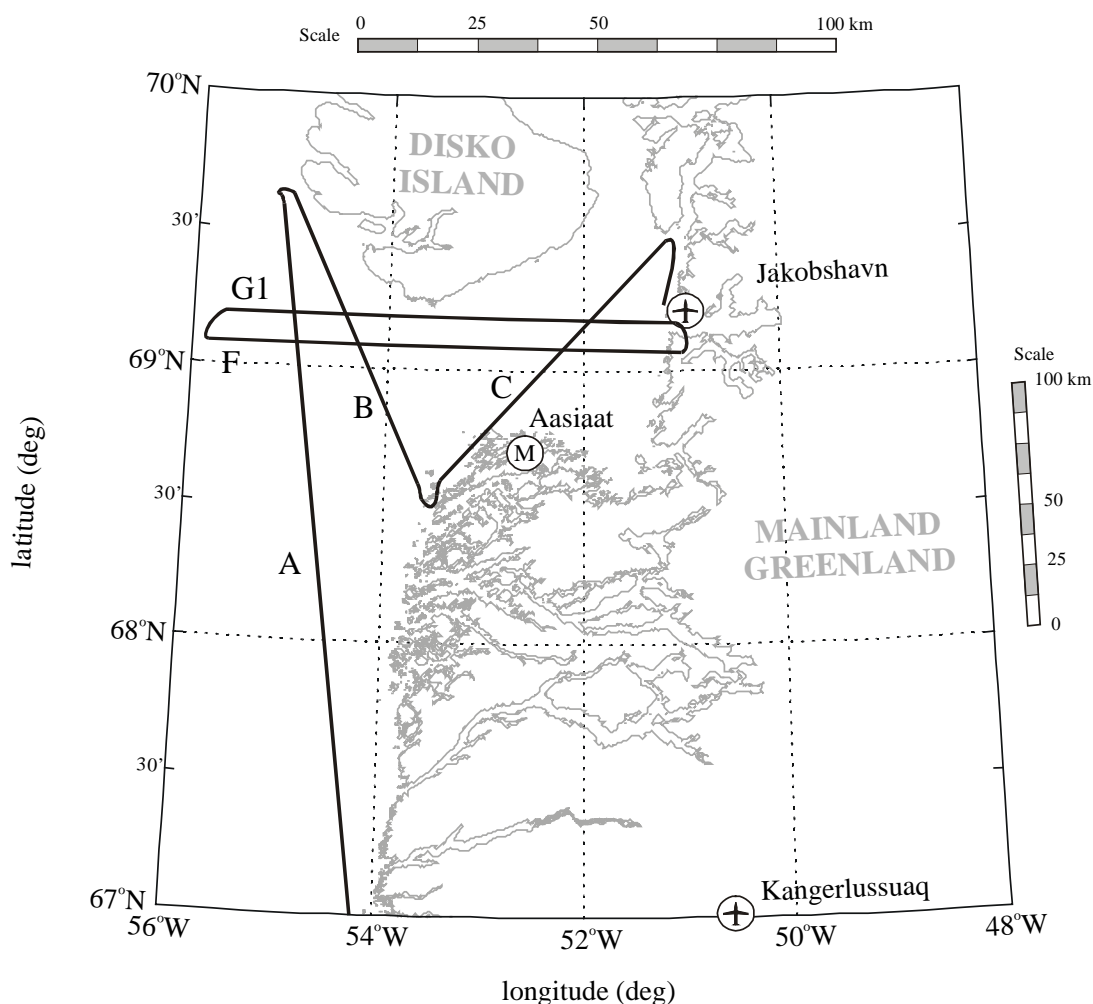 0 25 50 100 km
Scale
70°N
DISKO
ISLAND
30'
Jakobshavn
G1
69°N
F
Scale
100 km
C
B
Aasiaat
M
50
30'
MAINLAND
GREENLAND
A
25
68°N
0
30'
Kangerlussuaq
67°N
56°W 54°W 52°W 50°W 48°W
latitude (deg)
longitude (deg)